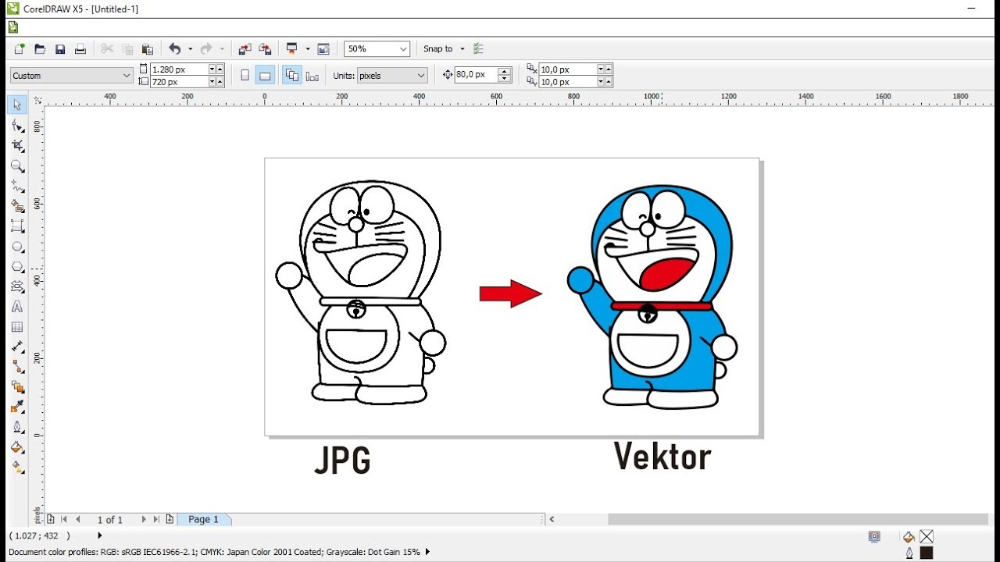 CorelDRAW X5 - [Untitled-1]
50%
Snap to
Custom
1.280 px
720 px
Units: pixels
80,0 px
10,0 px
10,0 px
400 200 0 200 400 600 800 1000 1200 1400 1600 1800
800
600
400
200
0
pixels
JPG
Vektor
1 of 1
Page 1
( 1.027 ; 432 )
Document color profiles: RGB: sRGB IEC61966-2.1; CMYK: Japan Color 2001 Coated; Grayscale: Dot Gain 15%